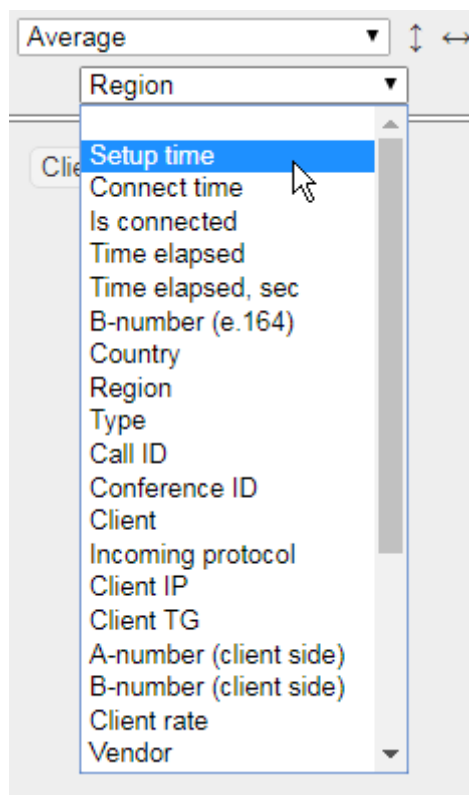 Average
Region
Clie
Setup time
Connect time
Is connected
Time elapsed
Time elapsed, sec
B-number (e.164)
Country
Region
Type
Call ID
Conference ID
Client
Incoming protocol
Client IP
Client TG
A-number (client side)
B-number (client side)
Client rate
Vendor